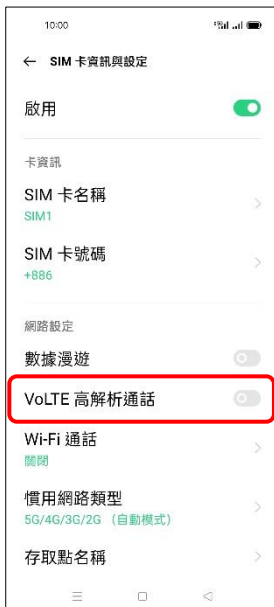 10:00
← SIM 卡資訊與設定
啟用
卡資訊
SIM 卡名稱
SIM1
SIM 卡號碼
+886
網路設定
數據漫遊
VoLTE 高解析通話
Wi-Fi 通話
關閉
慣用網路類型
5G/4G/3G/2G （自動模式）
存取點名稱